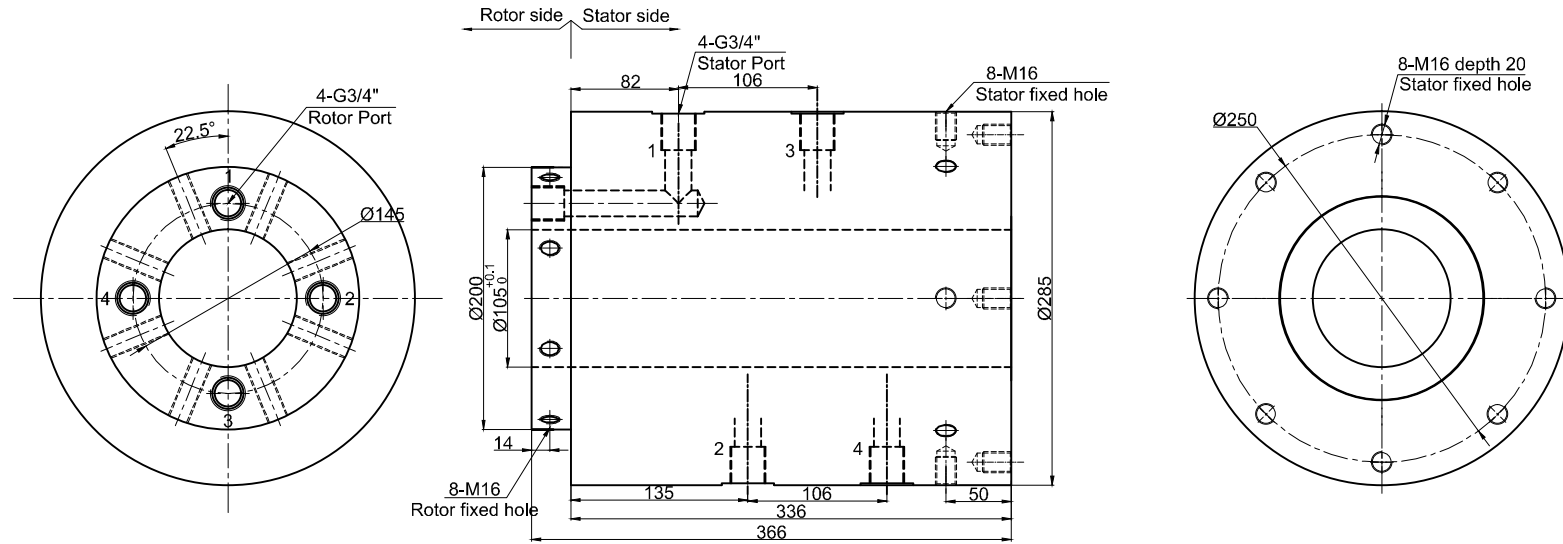 Rotor side
Stator side
4-G3/4"
Rotor Port
22.5°
1
2
3
4
Ø145
4-G3/4"
Stator Port
82
106
8-M16
Stator fixed hole
1
3
Ø200
Ø105 +0.1 0
Ø285
14
2
4
8-M16
Rotor fixed hole
135
106
50
336
366
8-M16 depth 20
Stator fixed hole
Ø250